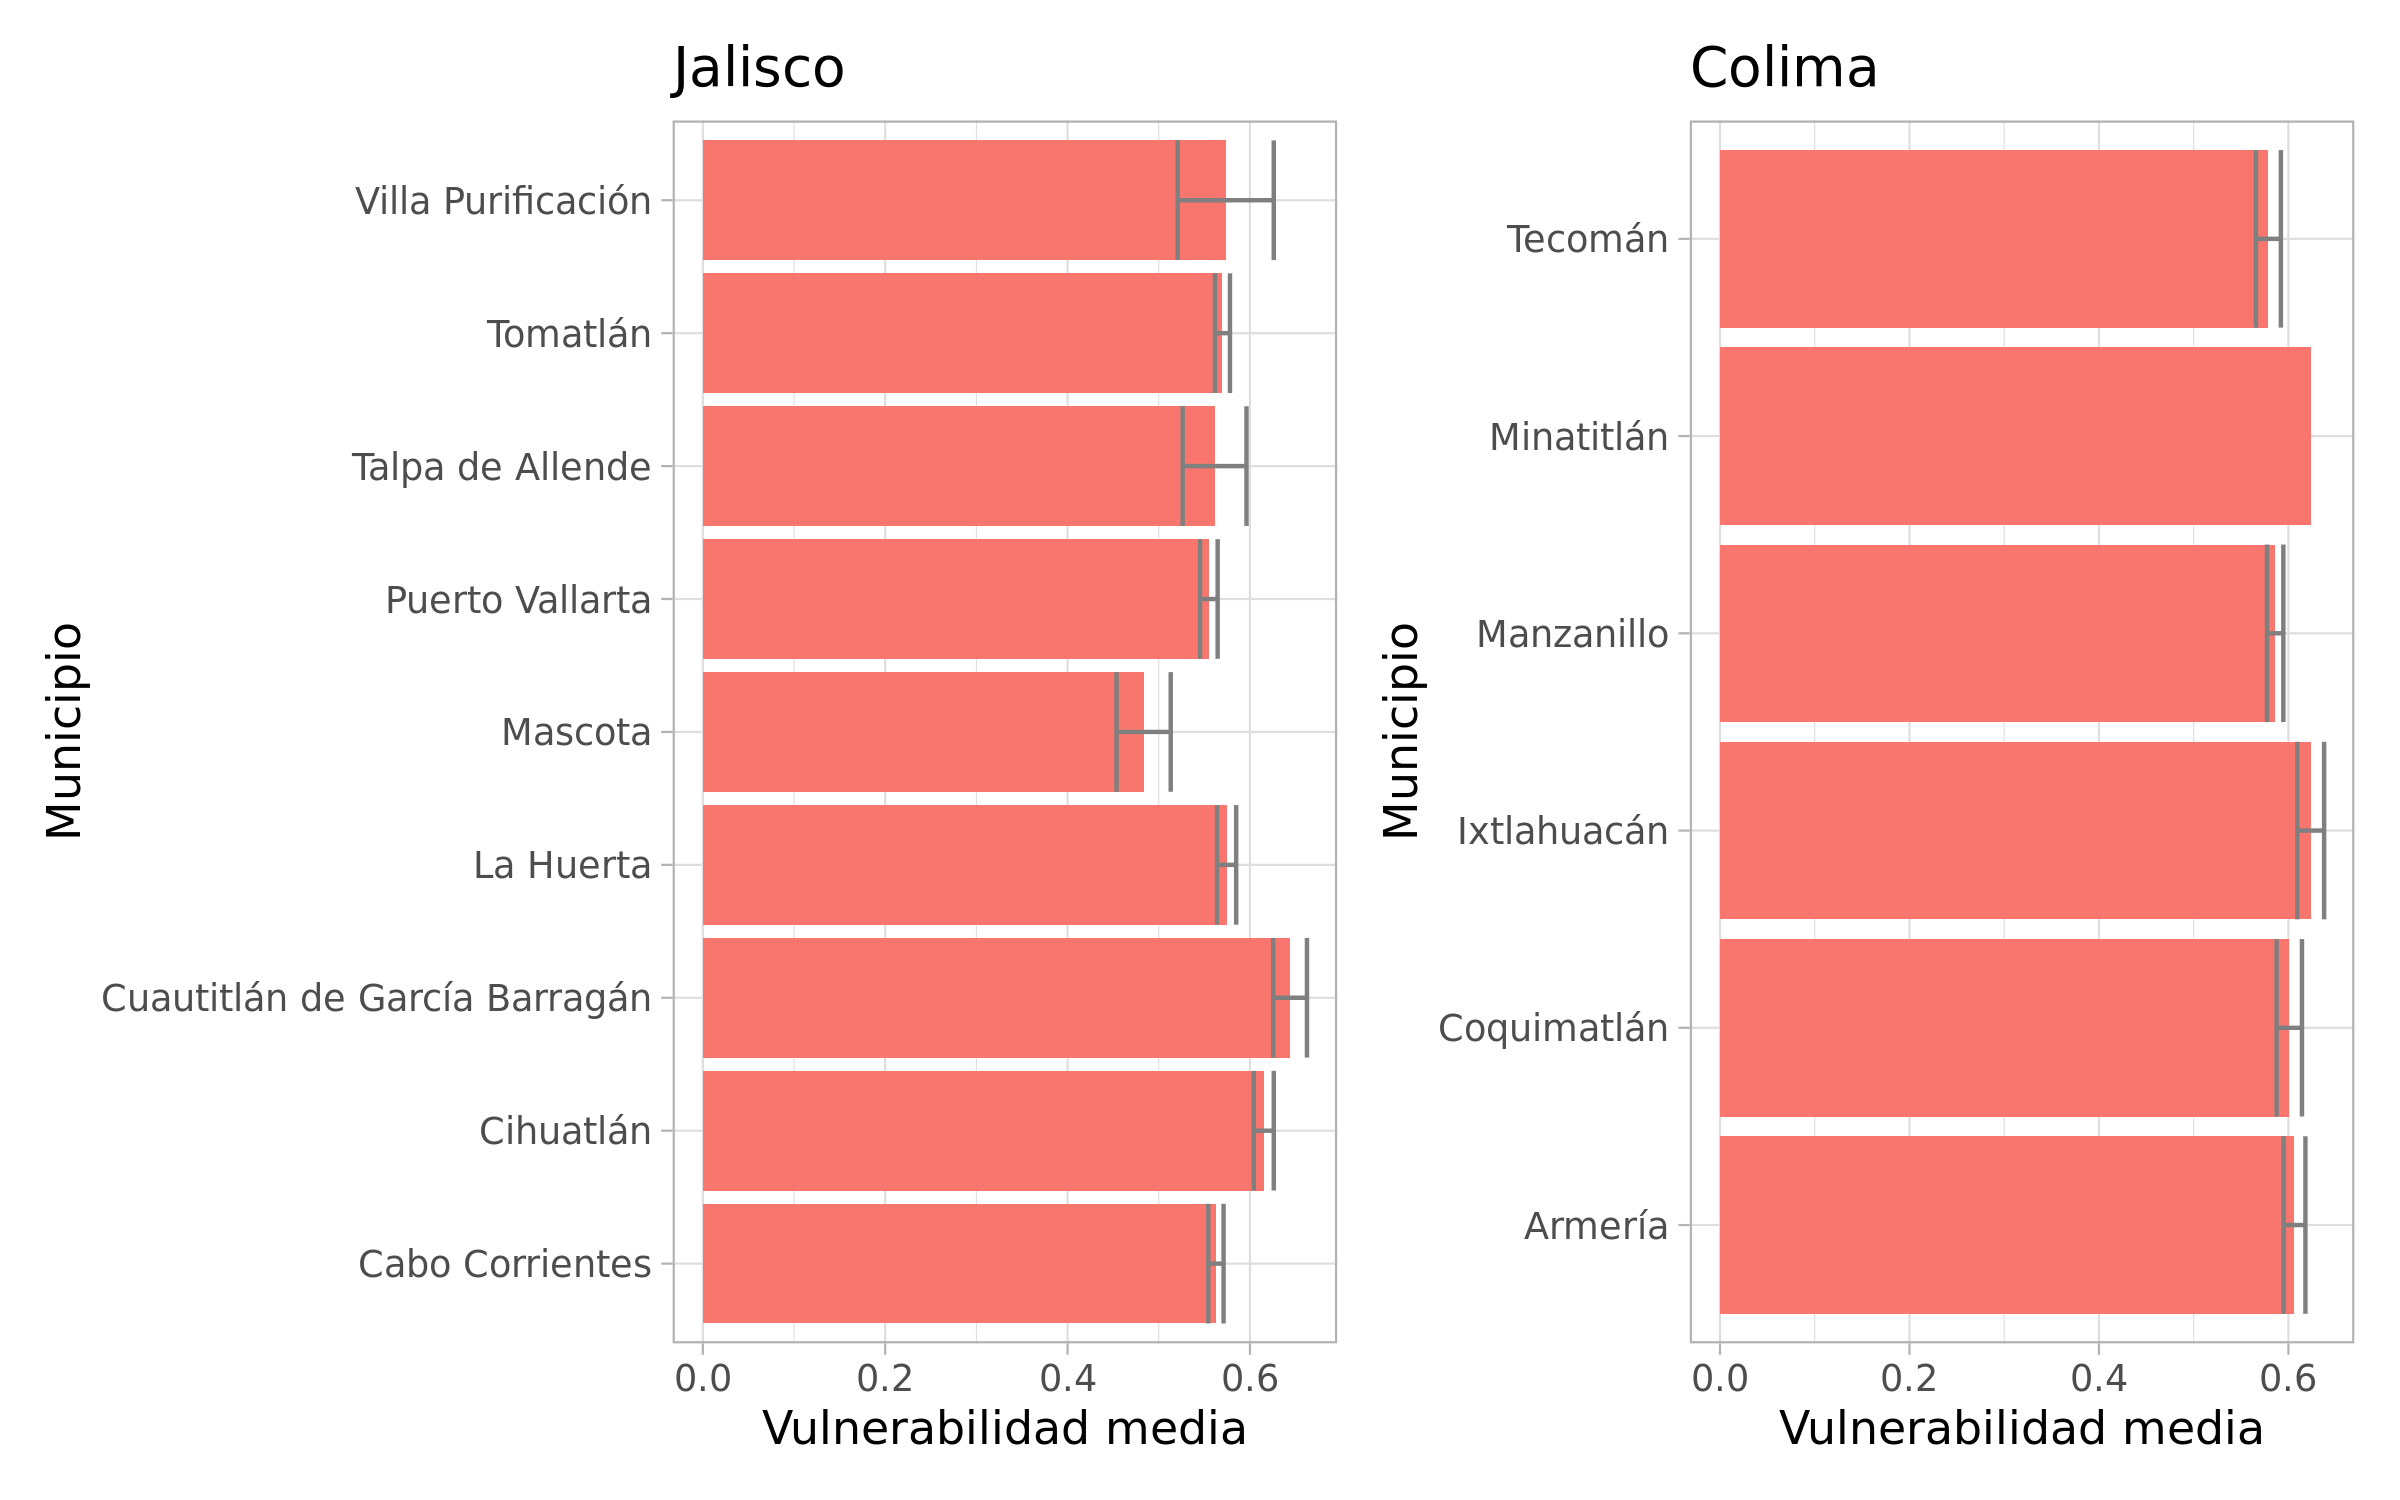 Jalisco
Municipio
Villa Purificación
Tomatlán
Talpa de Allende
Puerto Vallarta
Mascota
La Huerta
Cuautitlán de García Barragán
Cihuatlán
Cabo Corrientes
0.0 0.2 0.4 0.6
Vulnerabilidad media
Colima
Municipio
Tecomán
Minatitlán
Manzanillo
Ixtlahuacán
Coquimatlán
Armería
0.0 0.2 0.4 0.6
Vulnerabilidad media